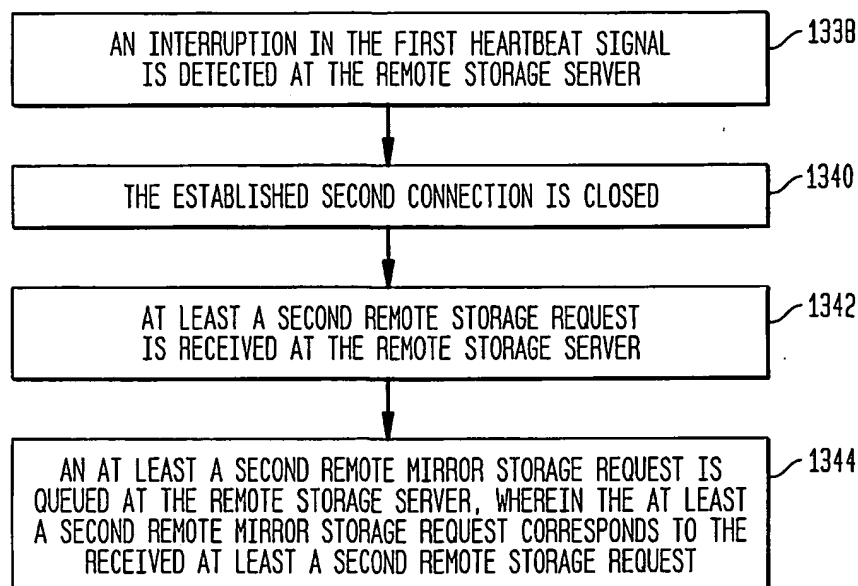 AN INTERRUPTION IN THE FIRST HEARTBEAT SIGNAL
IS DETECTED AT THE REMOTE STORAGE SERVER
1338
THE ESTABLISHED SECOND CONNECTION IS CLOSED
1340
AT LEAST A SECOND REMOTE STORAGE REQUEST
IS RECEIVED AT THE REMOTE STORAGE SERVER
1342
AN AT LEAST A SECOND REMOTE MIRROR STORAGE REQUEST IS
QUEUED AT THE REMOTE STORAGE SERVER, WHEREIN THE AT LEAST
A SECOND REMOTE MIRROR STORAGE REQUEST CORRESPONDS TO THE
RECEIVED AT LEAST A SECOND REMOTE STORAGE REQUEST
1344